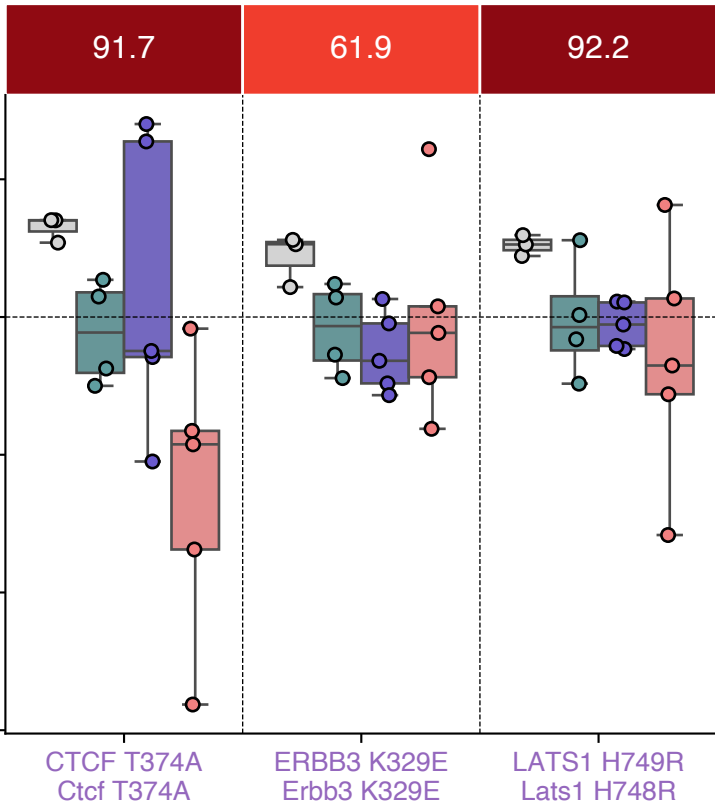 91.7 61.9 92.2
CTCF T374A ERBB3 K329E LATS1 H749R
Ctcf T374A Erbb3 K329E Lats1 H748R